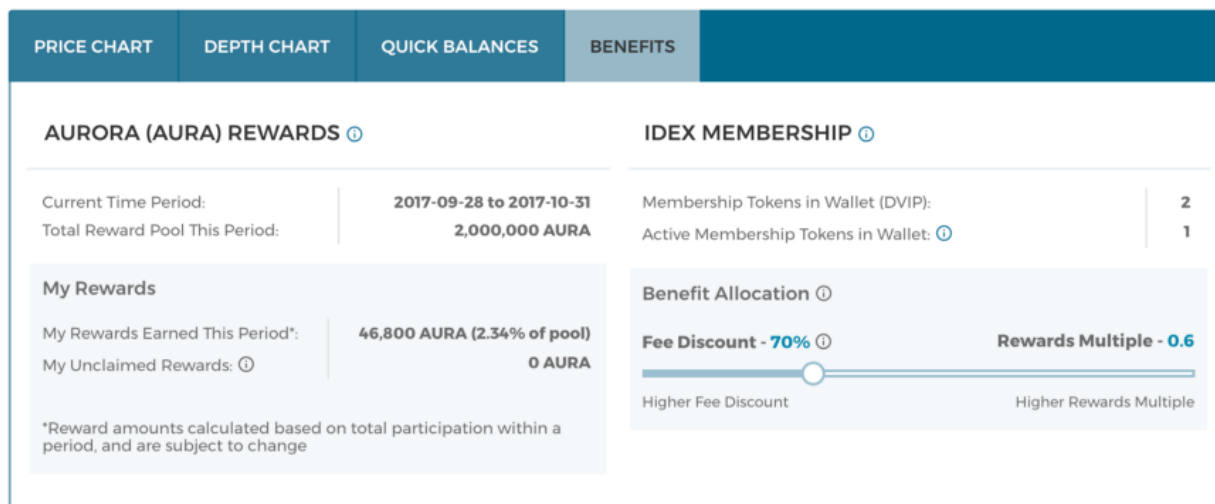 PRICE CHART DEPTH CHART QUICK BALANCES BENEFITS
AURORA (AURA) REWARDS
Current Time Period: 2017-09-28 to 2017-10-31
Total Reward Pool This Period: 2,000,000 AURA
My Rewards
My Rewards Earned This Period*: 46,800 AURA (2.34% of pool)
My Unclaimed Rewards: 0 AURA
*Reward amounts calculated based on total participation within a
period, and are subject to change
IDEX MEMBERSHIP
Membership Tokens in Wallet (DVIP): 2
Active Membership Tokens in Wallet: 1
Benefit Allocation
Fee Discount - 70% Rewards Multiple - 0.6
Higher Fee Discount Higher Rewards Multiple